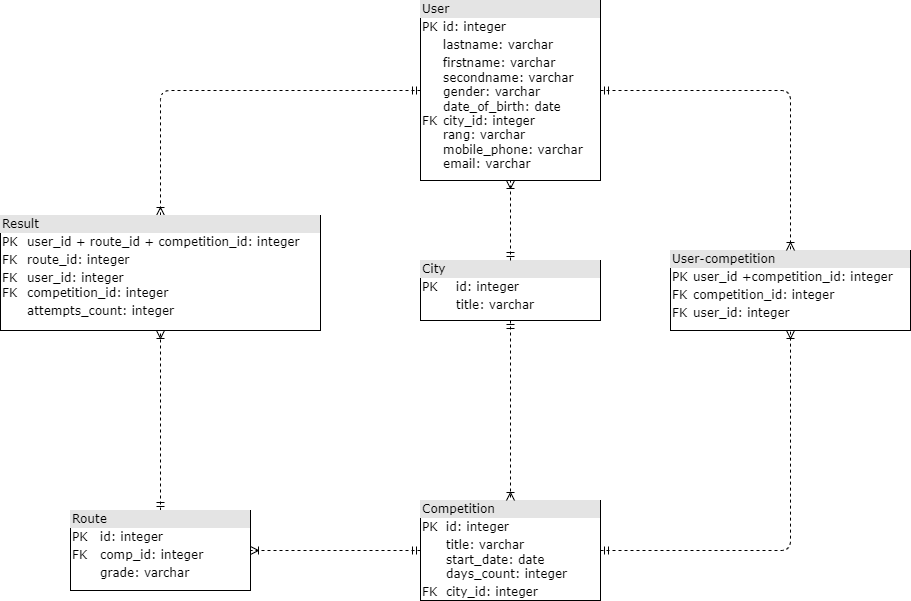 User
PK id: integer
lastname: varchar
firstname: varchar
secondname: varchar
gender: varchar
date_of_birth: date
FK city_id: integer
rang: varchar
mobile_phone: varchar
email: varchar
Result
PK user_id + route_id + competition_id: integer
FK route_id: integer
FK user_id: integer
FK competition_id: integer
attempts_count: integer
City
PK id: integer
title: varchar
User-competition
PK user_id +competition_id: integer
FK competition_id: integer
FK user_id: integer
Route
PK id: integer
FK comp_id: integer
grade: varchar
Competition
PK id: integer
title: varchar
start_date: date
days_count: integer
FK city_id: integer